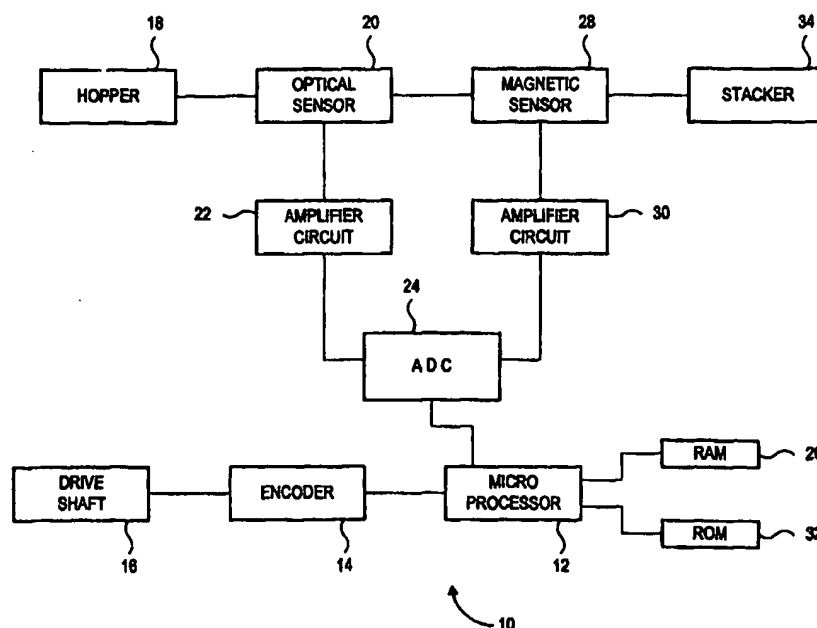 18
20
28
34
HOPPER
OPTICAL
SENSOR
MAGNETIC
SENSOR
STACKER
22
AMPLIFIER
CIRCUIT
AMPLIFIER
CIRCUIT
30
24
A D C
DRIVE
SHAFT
ENCODER
MICRO
PROCESSOR
RAM
ROM
16
14
12
10